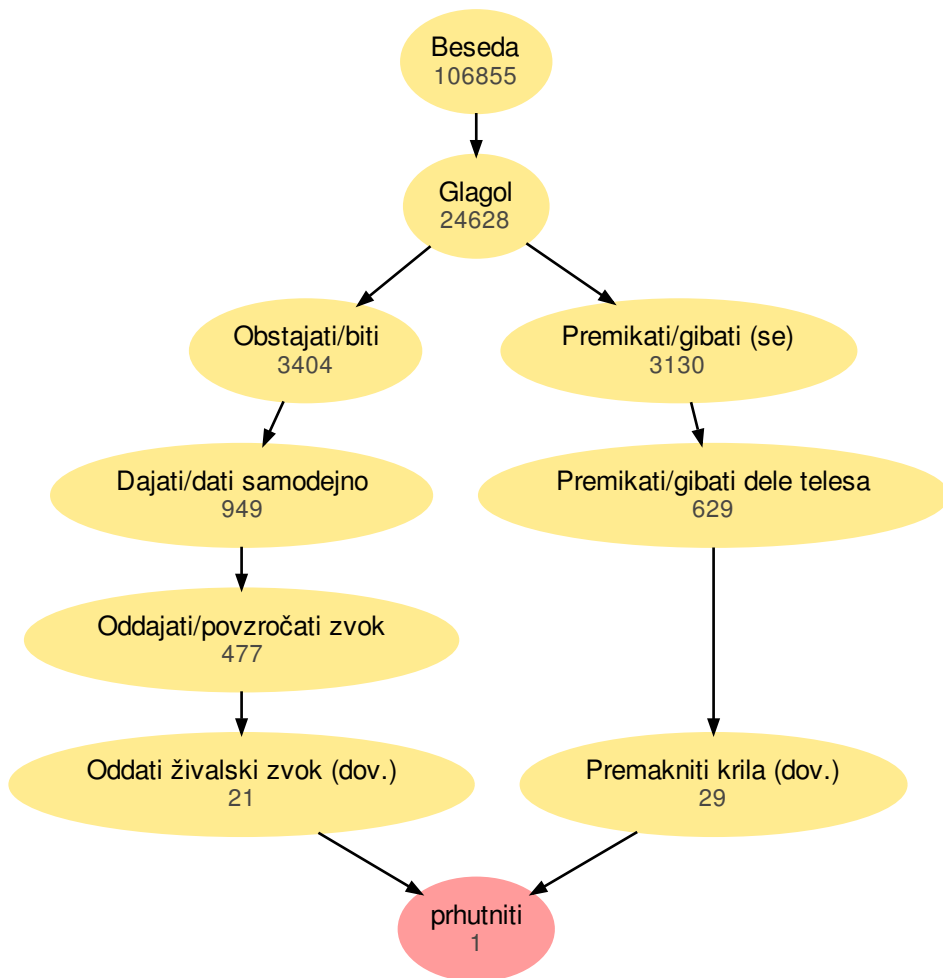 Beseda
106855
Glagol
24628
Obstajati/biti
3404
Premikati/gibati (se)
3130
Dajati/dati samodejno
949
Premikati/gibati dele telesa
629
Oddajati/povzročati zvok
477
Oddati živalski zvok (dov.)
21
Premakniti krila (dov.)
29
prhutniti
1